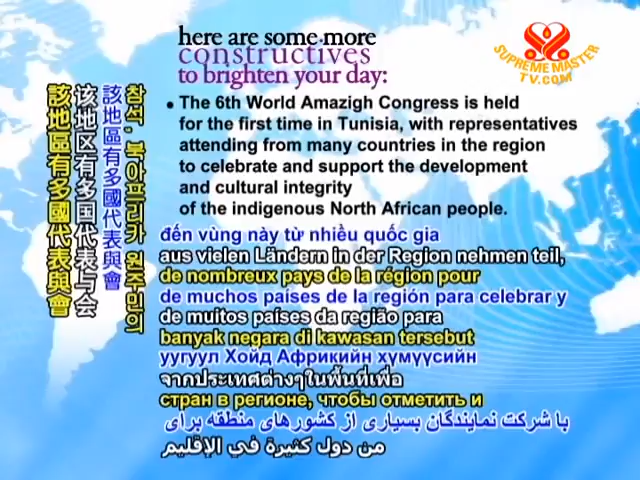 here are some more
constructives
to brighten your day:
SUPREME MASTER
TV.COM
• The 6th World Amazigh Congress is held
for the first time in Tunisia, with representatives
attending from many countries in the region
to celebrate and support the development
and cultural integrity
of the indigenous North African people.
該地區有多國代表與會
该地区有多国代表与会
該地區有多國代表與會
참석, 북아프리카 원주민의
đến vùng này từ nhiều quốc gia
aus vielen Ländern in der Region nehmen teil,
de nombreux pays de la région pour
de muchos países de la región para celebrar y
de muitos países da região para
banyak negara di kawasan tersebut
уугуул Хойд Африкийн хүмүүсийн
จากประเทศต่างๆในพื้นที่เพื่อ
стран в регионе, чтобы отметить и
با شرکت نمایندگان بسیاری از کشورهای منطقه برای
من دول كثيرة في الإقليم